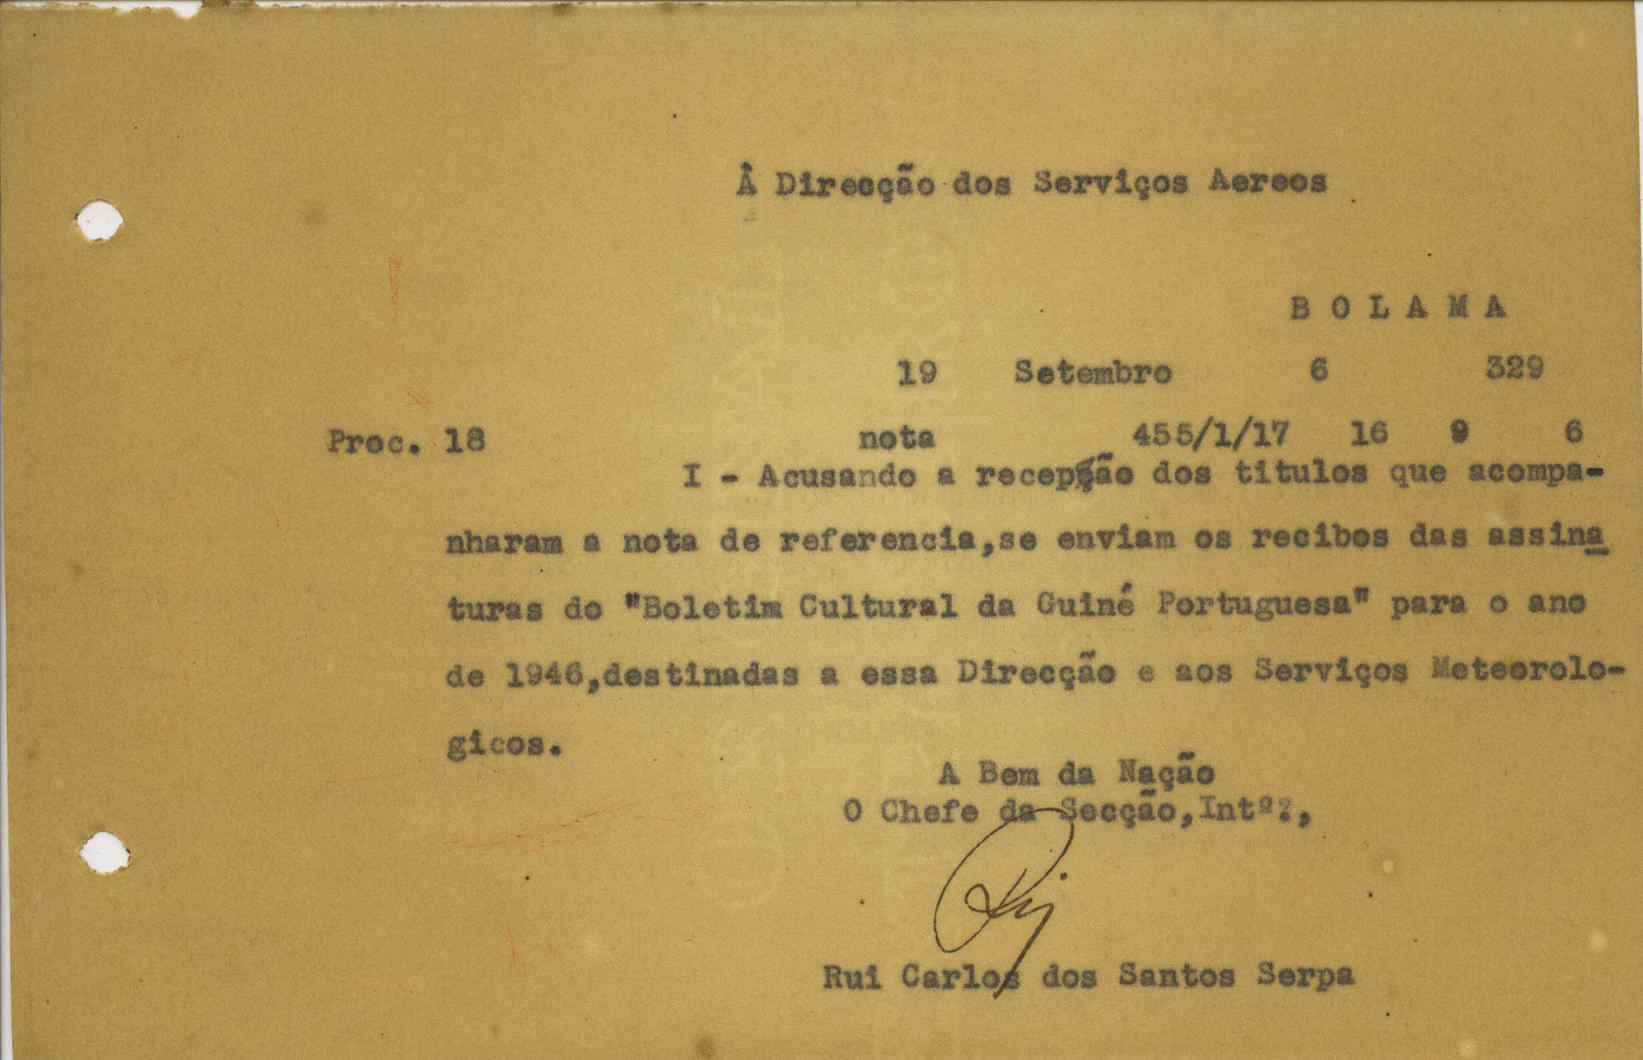 À Direcção dos Serviços Aereos
B O L A M A
19 Setembro 6 329
Proc. 18 nota 455/1/17 16 9 6
I - Acusando a recepção dos titulos que acompa-
nharam a nota de referencia,se enviam os recibos das assina
turas do "Boletim Cultural da Guiné Portuguesa" para o ano
de 1946,destinadas a essa Direcção e aos Serviços Meteorolo-
gicos.
A Bem da Nação
O Chefe da Secção,Intº?,
Rui Carlos dos Santos Serpa